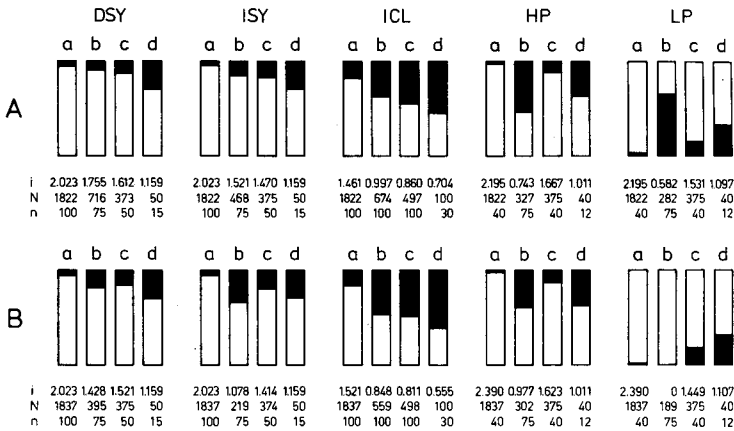 DSY ISY ICL HP LP
a b c d a b c d a b c d a b c d a b c d
A
i 2.023 1.755 1.612 1.159 2.023 1.521 1.470 1.159 1.461 0.997 0.860 0.704 2.195 0.743 1.667 1.011 2.195 0.582 1.531 1.097
N 1822 716 373 50 1822 468 375 50 1822 674 497 100 1822 327 375 40 1822 282 375 40
n 100 75 50 15 100 75 50 15 100 100 100 30 40 75 40 12 40 75 40 12
a b c d a b c d a b c d a b c d a b c d
B
i 2.023 1.428 1.521 1.159 2.023 1.078 1.414 1.159 1.521 0.848 0.811 0.555 2.390 0.977 1.623 1.011 2.390 0 1.449 1.107
N 1837 395 375 50 1837 219 374 50 1837 559 498 100 1837 302 375 40 1837 189 375 40
n 100 75 50 15 100 75 50 15 100 100 100 30 40 75 40 12 40 75 40 12